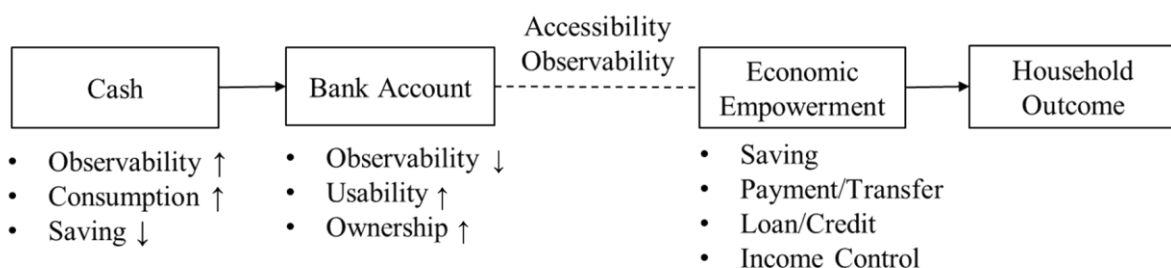 Accessibility
Observability
Cash
Bank Account
Economic
Empowerment
Household
Outcome
• Observability ↑
• Consumption ↑
• Saving ↓
• Observability ↓
• Usability ↑
• Ownership ↑
• Saving
• Payment/Transfer
• Loan/Credit
• Income Control